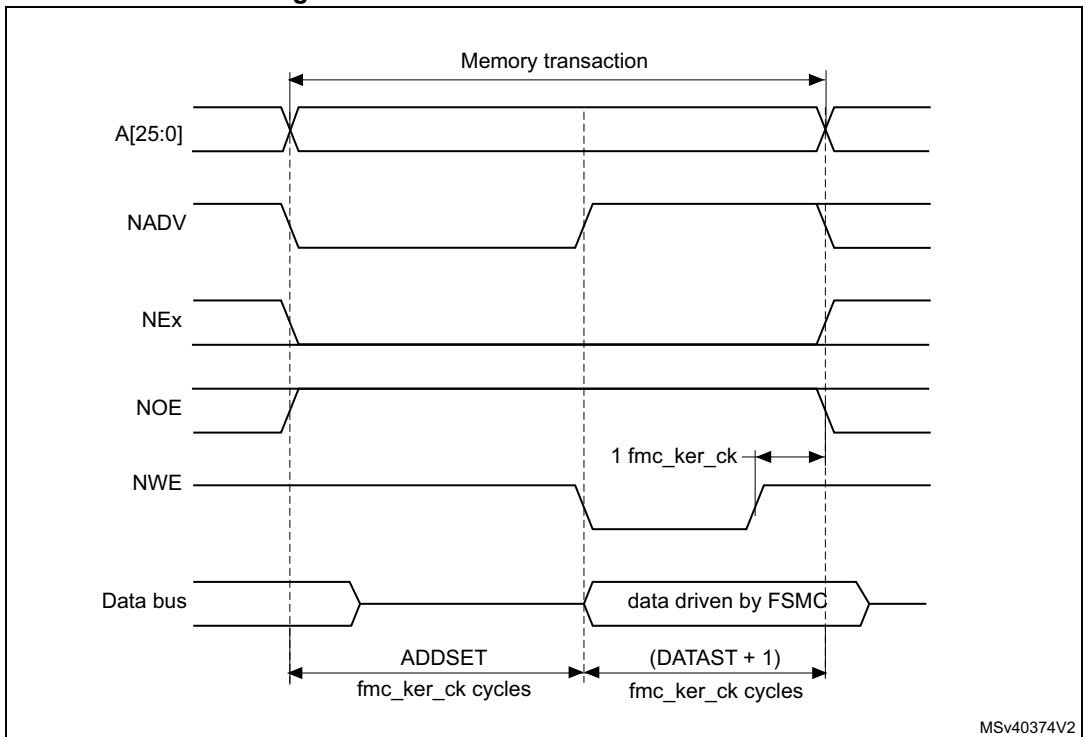 g
Memory transaction
A[25:0]
NADV
NEx
NOE
1 fmc_ker_ck
NWE
Data bus
data driven by FSMC
ADDSET
fmc_ker_ck cycles
(DATAST + 1)
fmc_ker_ck cycles
MSv40374V2